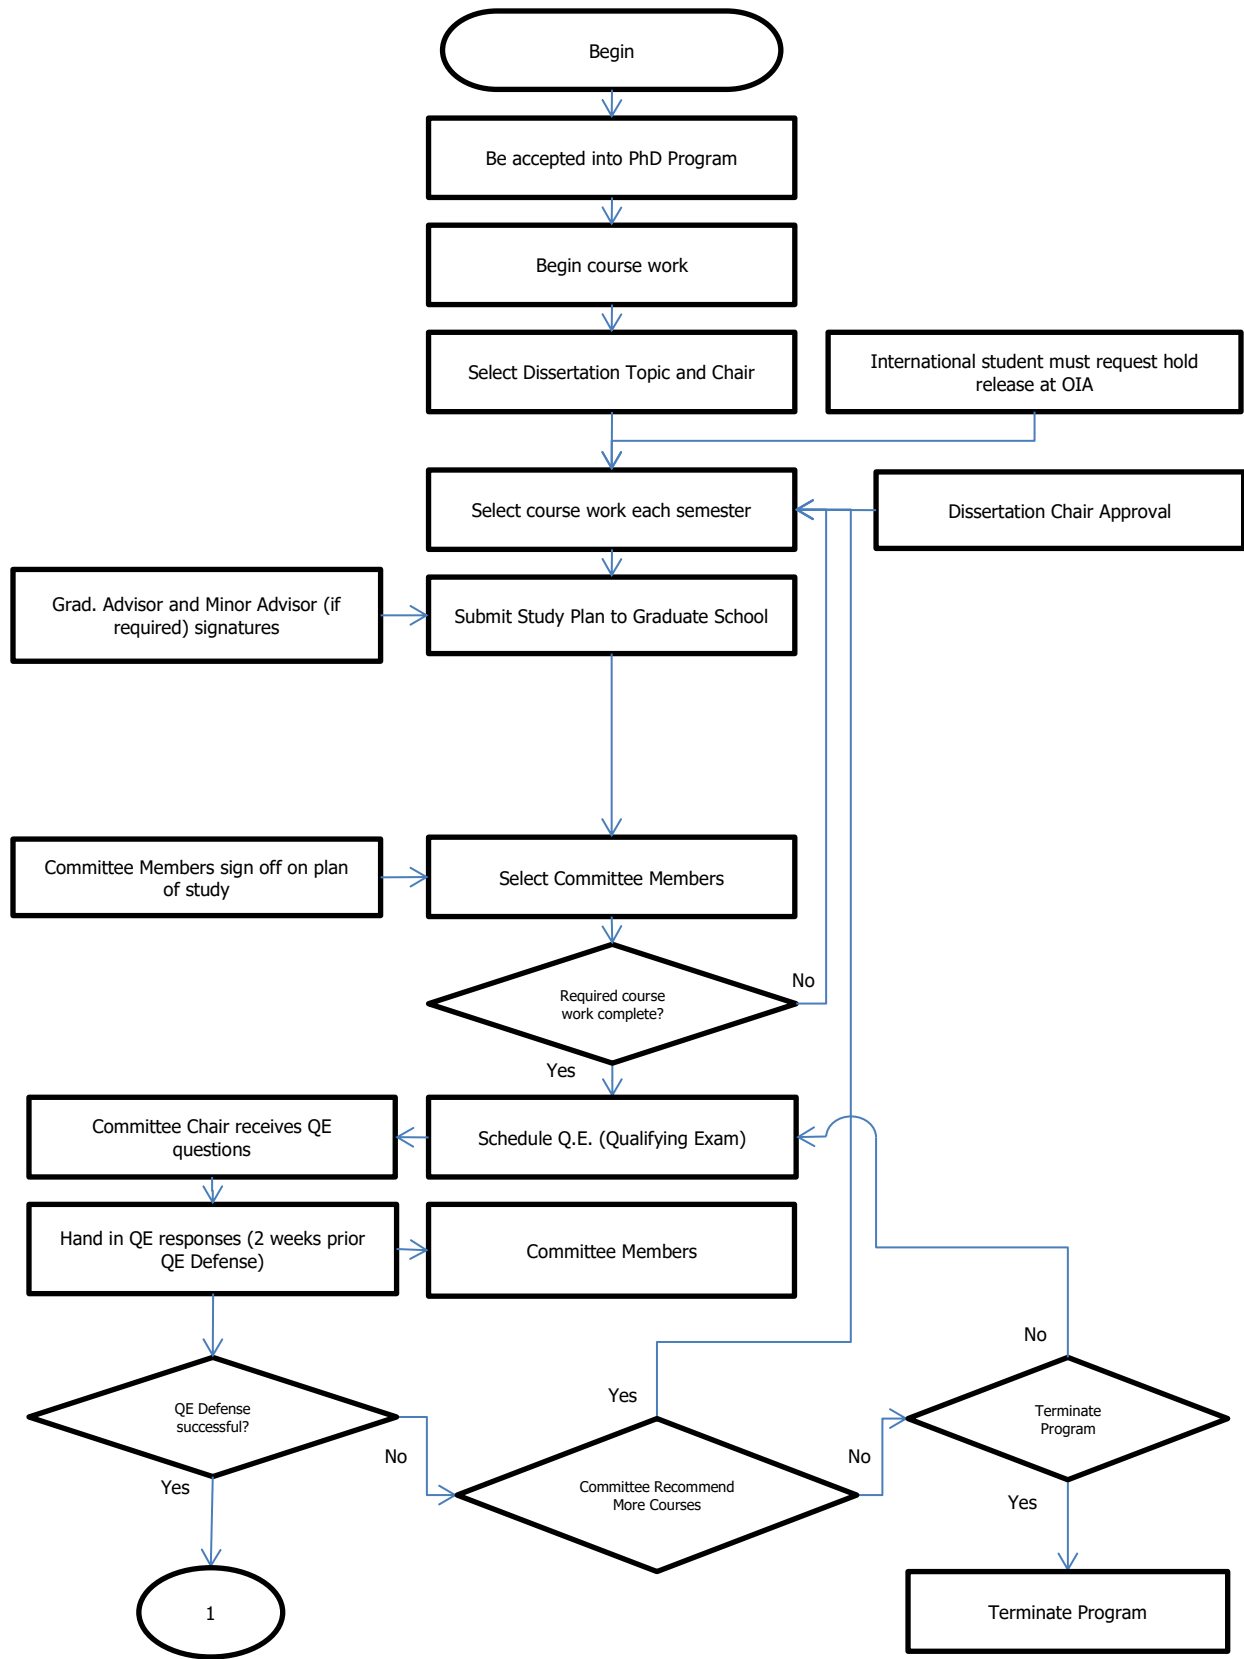 Begin
Be accepted into PhD Program
Begin course work
Select Dissertation Topic and Chair
International student must request hold
release at OIA
Select course work each semester
Dissertation Chair Approval
Grad. Advisor and Minor Advisor (if
required) signatures
Submit Study Plan to Graduate School
Committee Members sign off on plan
of study
Select Committee Members
Required course
work complete?
No
Yes
Committee Chair receives QE
questions
Schedule Q.E. (Qualifying Exam)
Hand in QE responses (2 weeks prior
QE Defense)
Committee Members
QE Defense
successful?
No
Yes
Committee Recommend
More Courses
Yes
No
Terminate
Program
No
Yes
1
Terminate Program